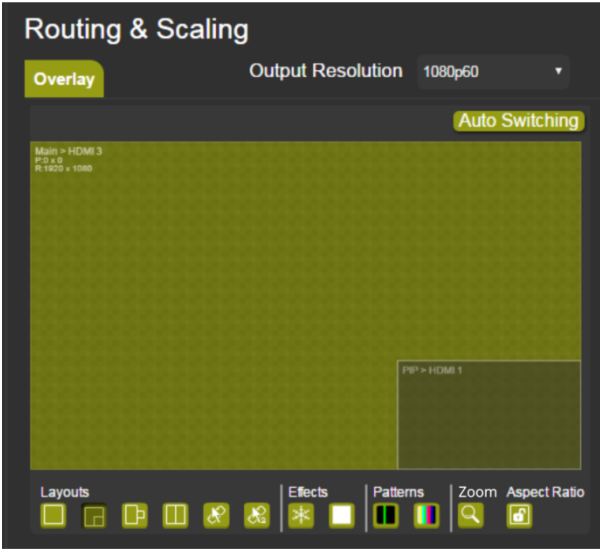 Routing & Scaling
Overlay
Output Resolution 1080p60
Auto Switching
Main > HDMI 3
P:0 x 0
R:1920 x 1080
PIP > HDMI 1
Layouts Effects Patterns Zoom Aspect Ratio